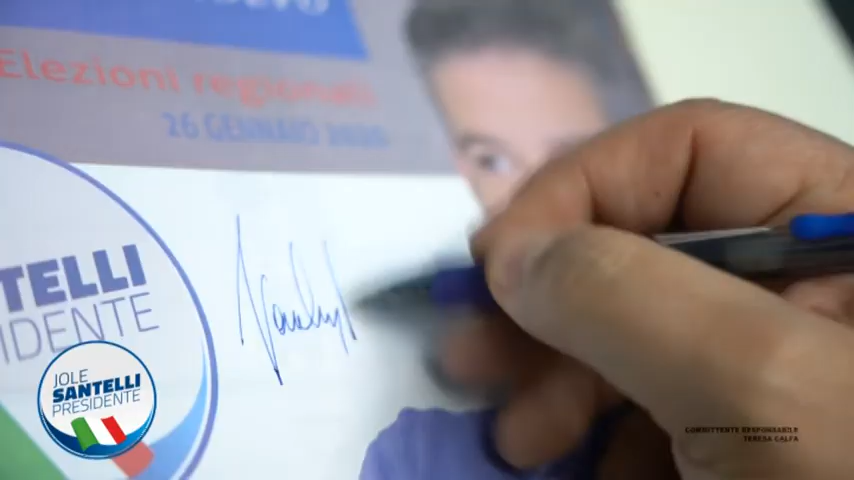 Elezioni regionali
26 GENNAIO 2020
TELLI
IDENTE
JOLE
SANTELLI
PRESIDENTE
COMMITTENTE RESPONSABILE
TERESA CALFA